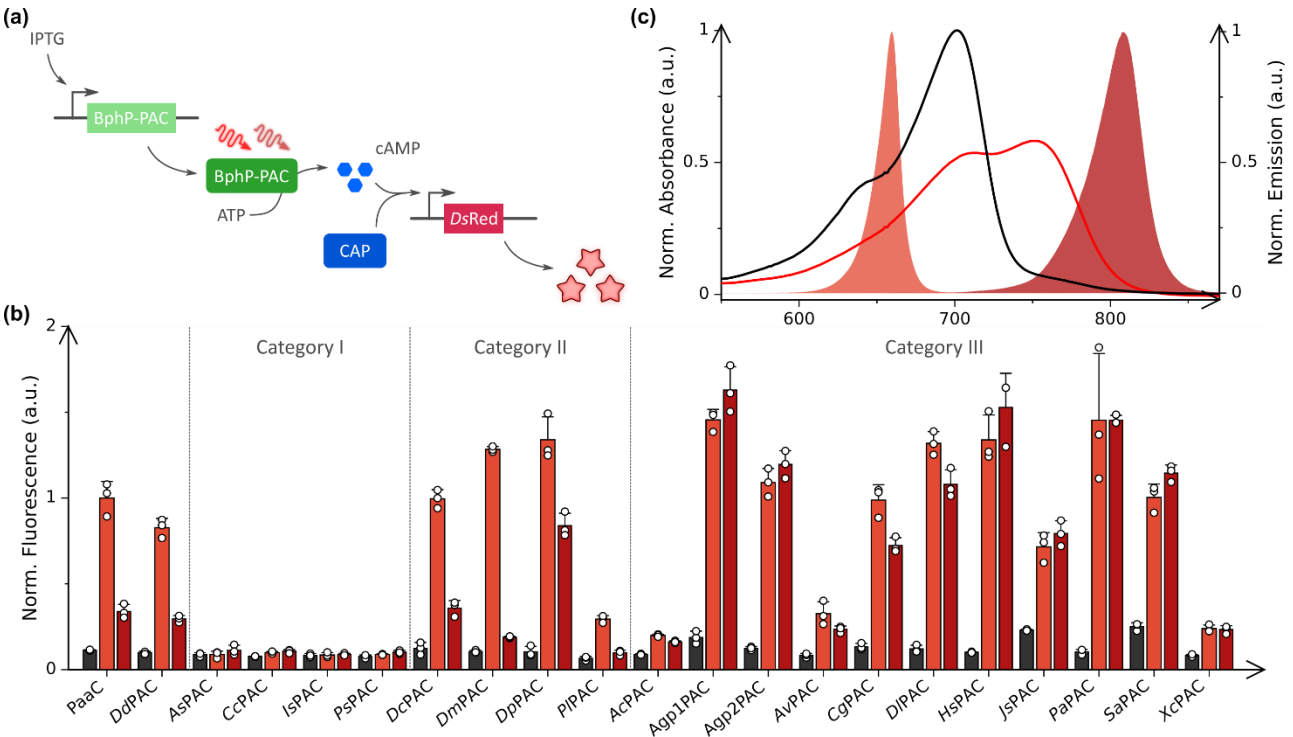 (a)
IPTG
BphP-PAC
BphP-PAC
ATP
cAMP
CAP
DsRed
(c)
Norm. Absorbance (a.u.)
1
0.5
0
600
700
800
1
0.5
0
Norm. Emission (a.u.)
(b)
Norm. Fluorescence (a.u.)
2
1
0
Category I
Category II
Category III
PaaC
DdPAC
AsPAC
CcPAC
IsPAC
PsPAC
DcPAC
DmPAC
DpPAC
PlPAC
AcPAC
Agp1PAC
Agp2PAC
AvPAC
CgPAC
DlPAC
HsPAC
JsPAC
PaPAC
SaPAC
XcPAC